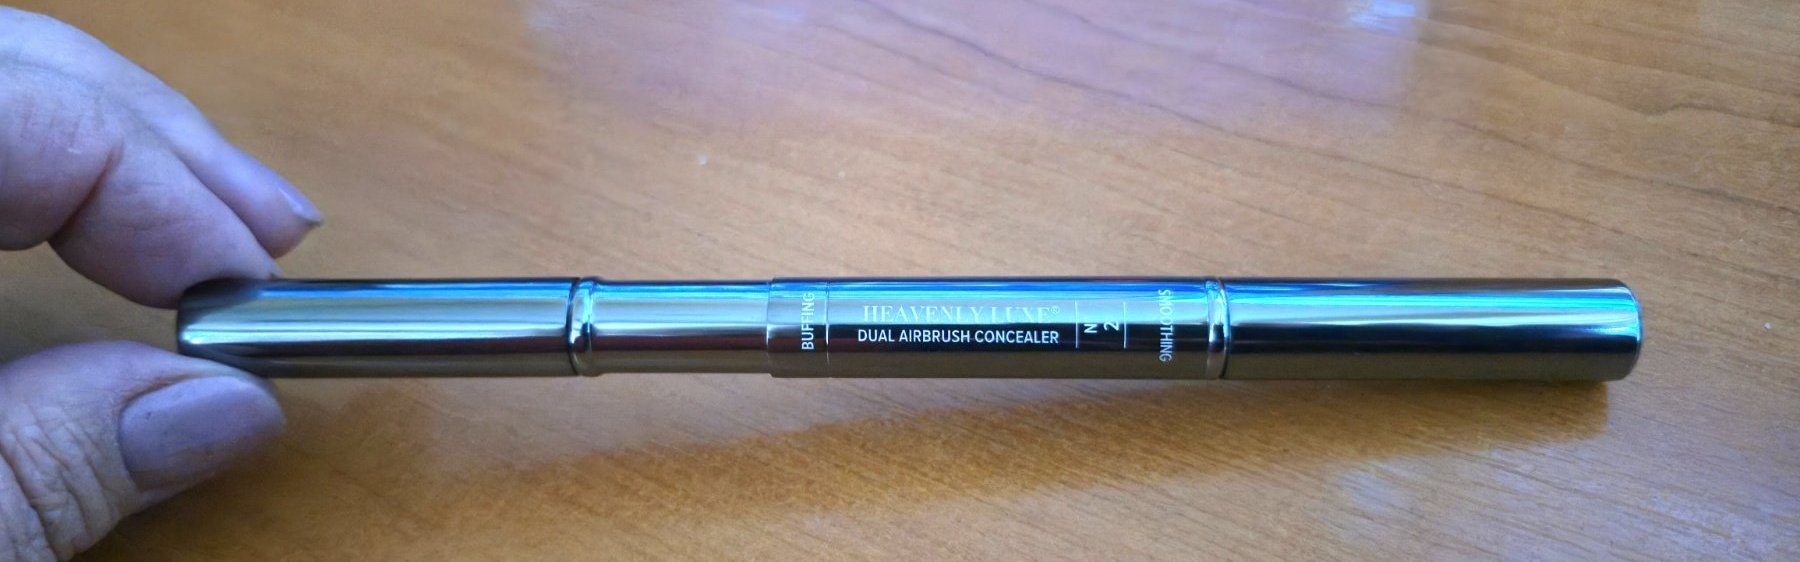 BUFFING
HEAVENLY LUXE®
DUAL AIRBRUSH CONCEALER
N
2
SMOOTHING